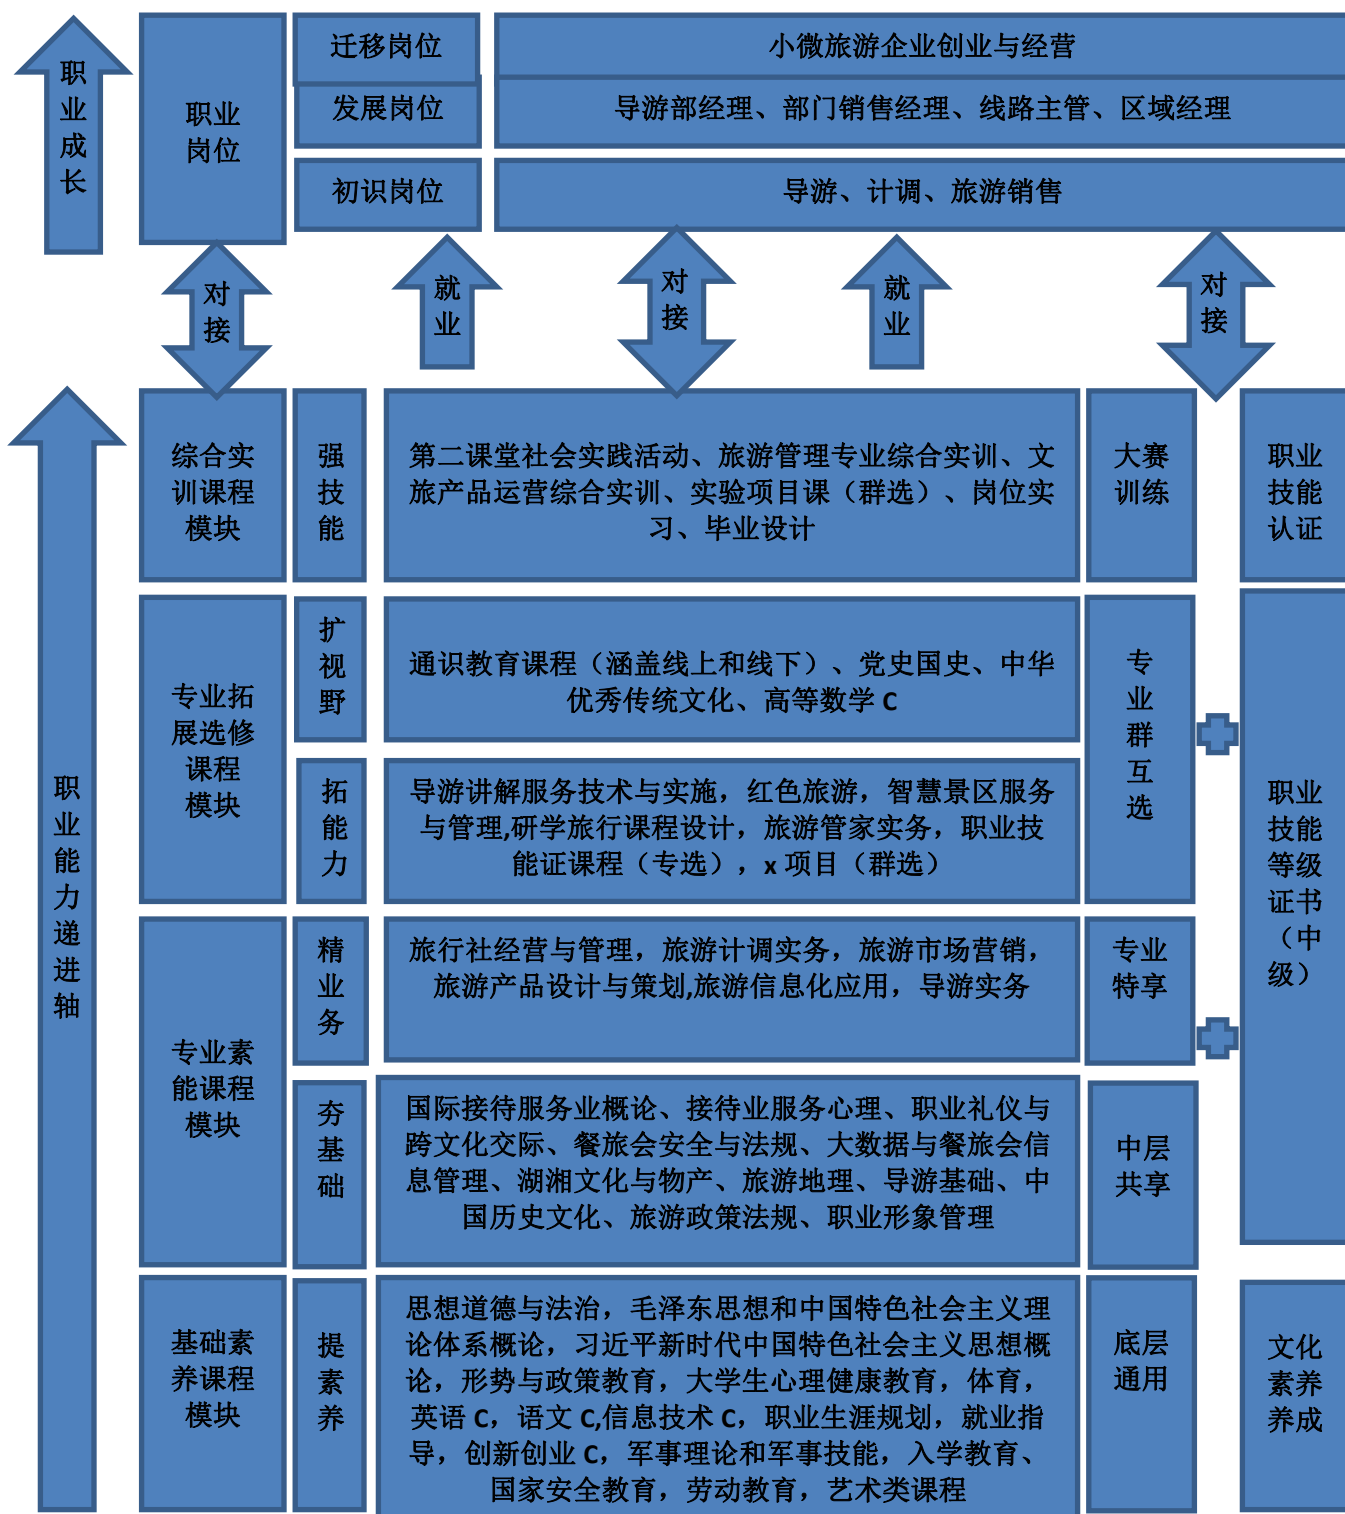 职业成长
职业
岗位
迁移岗位
小微旅游企业创业与经营
发展岗位
导游部经理、部门销售经理、线路主管、区域经理
初识岗位
导游、计调、旅游销售
对接
就业
对接
就业
对接
职业能力递进轴
综合实
训课程
模块
强技能
第二课堂社会实践活动、旅游管理专业综合实训、文
旅产品运营综合实训、实验项目课（群选）、岗位实
习、毕业设计
大赛
训练
职业
技能
认证
专业拓
展选修
课程
模块
扩视野
通识教育课程（涵盖线上和线下）、党史国史、中华
优秀传统文化、高等数学 C
专业群互选
拓能力
导游讲解服务技术与实施，红色旅游，智慧景区服务
与管理,研学旅行课程设计，旅游管家实务，职业技
能证课程（专选），x 项目（群选）
职业
技能
等级
证书
（中
级）
专业素
能课程
模块
精业务
旅行社经营与管理，旅游计调实务，旅游市场营销，
旅游产品设计与策划,旅游信息化应用，导游实务
专业
特享
夯基础
国际接待服务业概论、接待业服务心理、职业礼仪与
跨文化交际、餐旅会安全与法规、大数据与餐旅会信
息管理、湖湘文化与物产、旅游地理、导游基础、中
国历史文化、旅游政策法规、职业形象管理
中层
共享
基础素
养课程
模块
提素养
思想道德与法治，毛泽东思想和中国特色社会主义理
论体系概论，习近平新时代中国特色社会主义思想概
论，形势与政策教育，大学生心理健康教育，体育，
英语 C，语文 C,信息技术 C，职业生涯规划，就业指
导，创新创业 C，军事理论和军事技能，入学教育、
国家安全教育，劳动教育，艺术类课程
底层
通用
文化
素养
养成